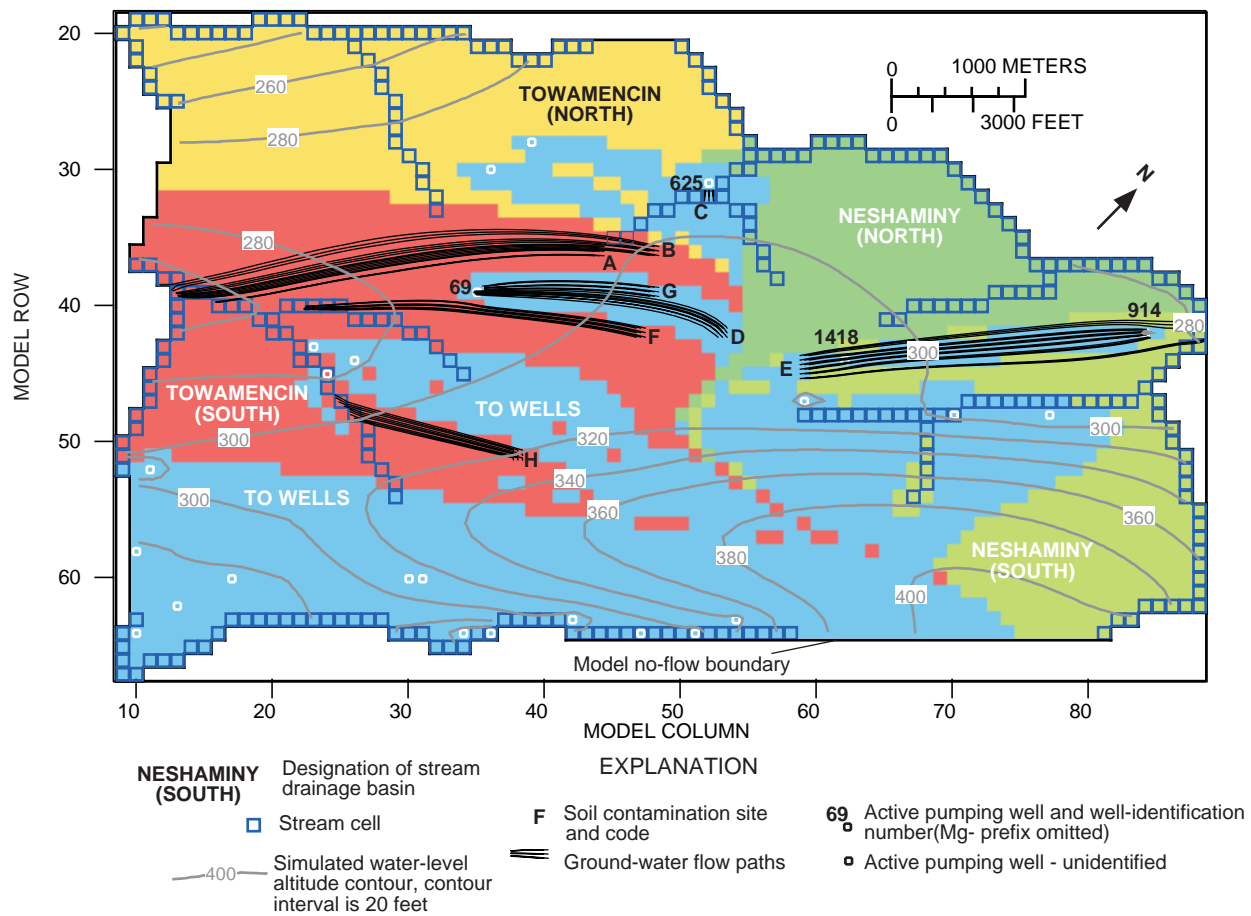 20
30
40
50
60
MODEL ROW
10
20
30
40
50
60
70
80
MODEL COLUMN
0 1000 METERS
0 3000 FEET
N
260
280
TOWAMENCIN
(NORTH)
625
C
NESHAMINY
(NORTH)
280
B
A
69
G
F
D
914
280
1418
300
E
TOWAMENCIN
(SOUTH)
TO WELLS
300
320
300
H
340
TO WELLS
300
360
360
380
NESHAMINY
(SOUTH)
400
Model no-flow boundary
EXPLANATION
NESHAMINY
(SOUTH)
Designation of stream
drainage basin
Stream cell
400
Simulated water-level
altitude contour, contour
interval is 20 feet
F
Soil contamination site
and code
Ground-water flow paths
69
Active pumping well and well-identification
number(Mg- prefix omitted)
Active pumping well - unidentified